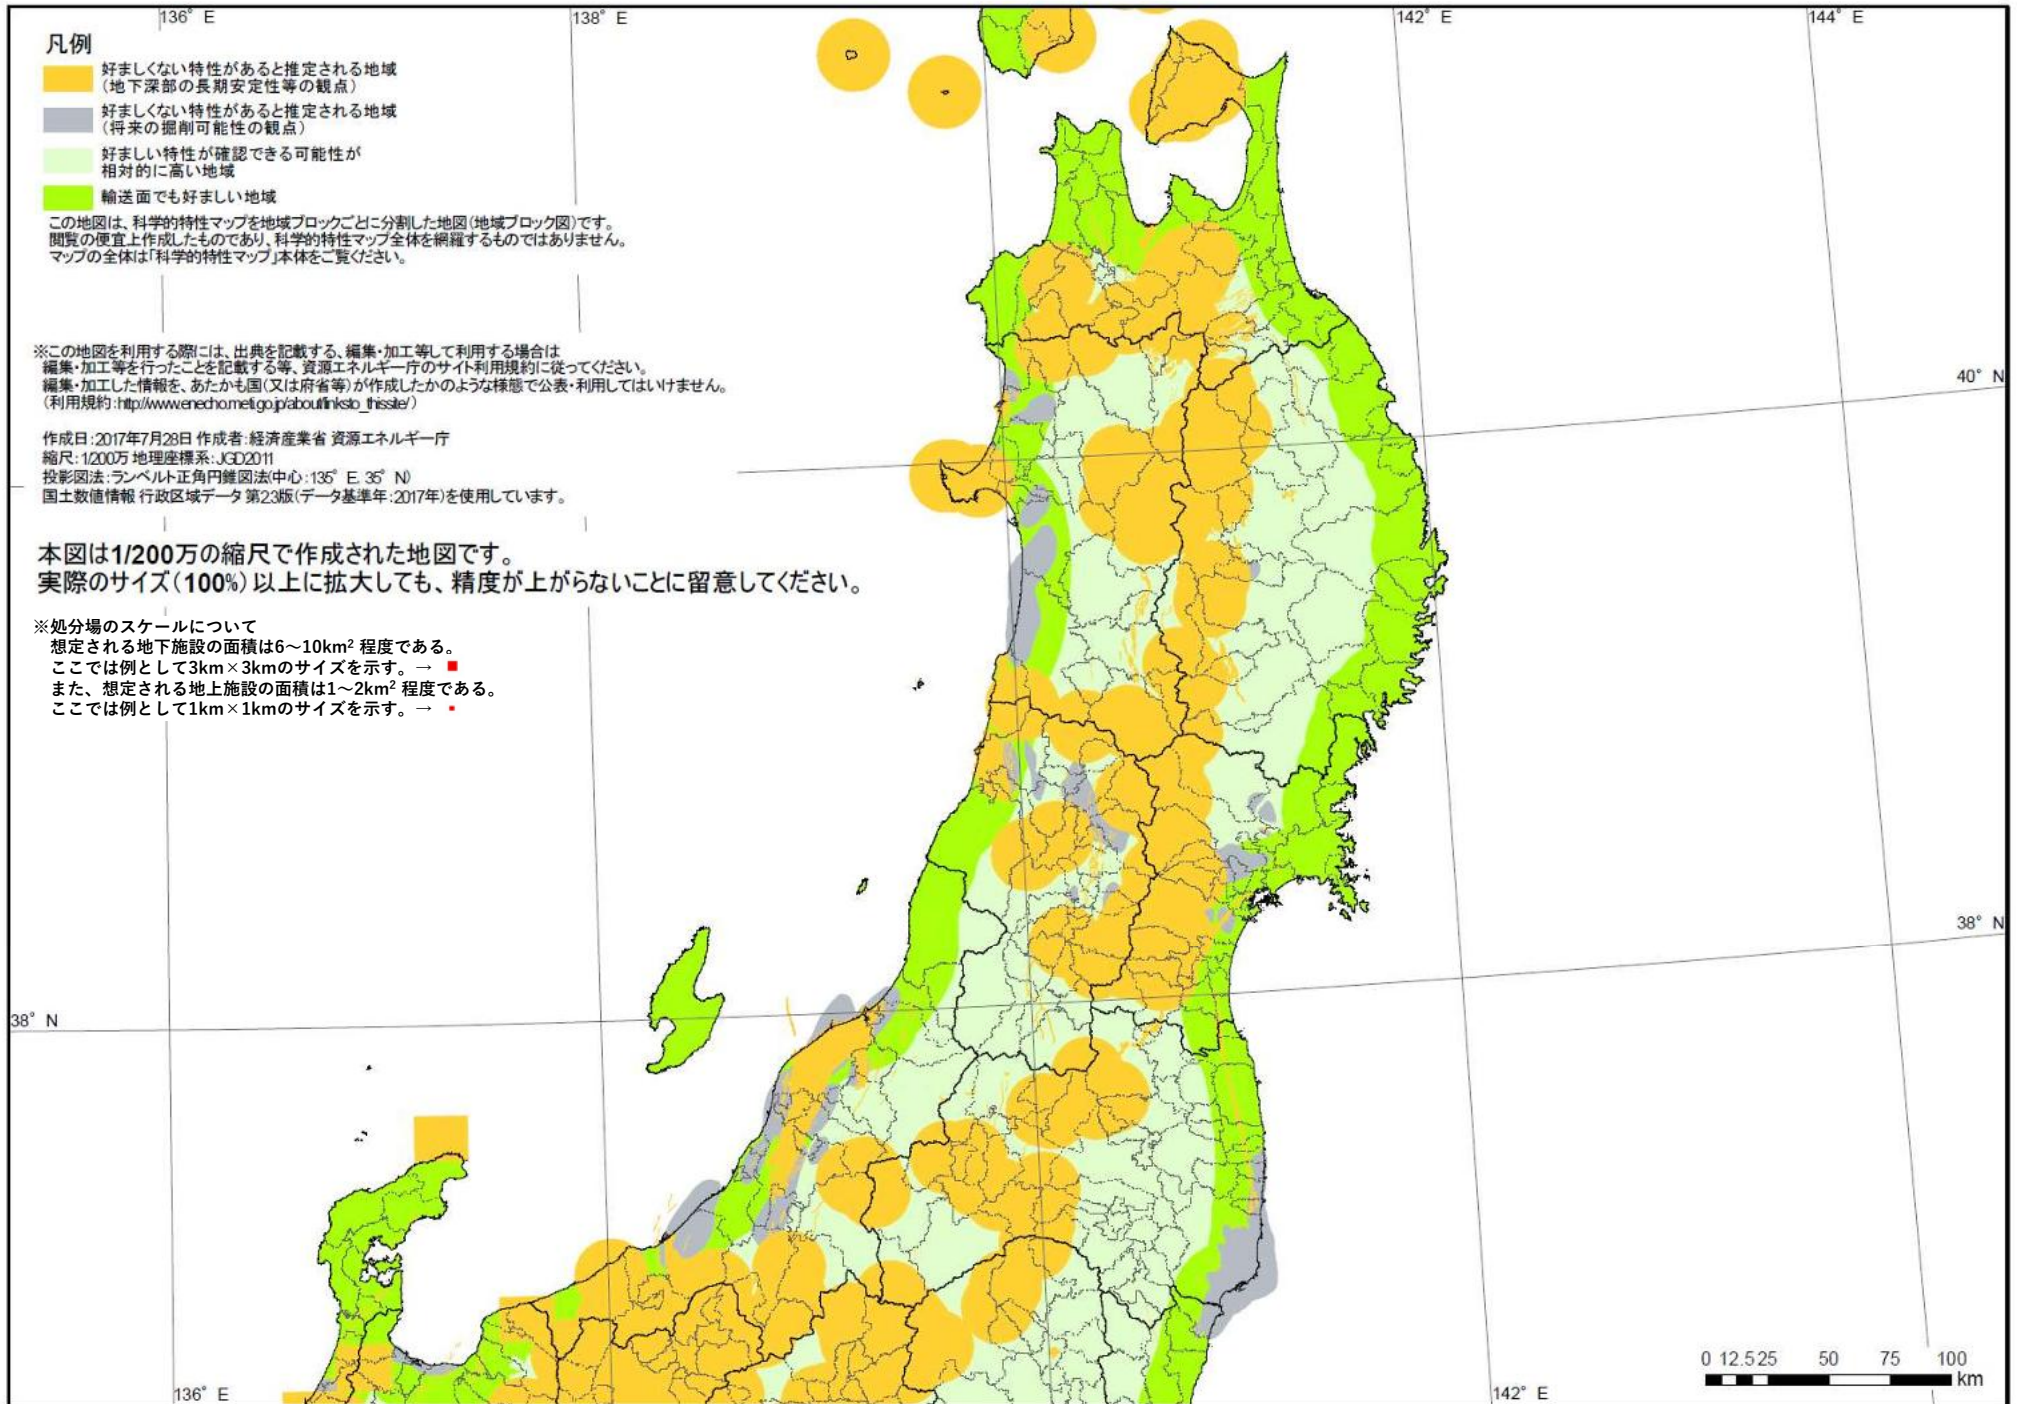 136° E
138° E
142° E
144° E
凡例
好ましくない特性があると推定される地域
(地下深部の長期安定性等の観点)
好ましくない特性があると推定される地域
(将来の掘削可能性の観点)
好ましい特性が確認できる可能性が
相対的に高い地域
輸送面でも好ましい地域
この地図は、科学的特性マップを地域ブロックごとに分割した地図(地域ブロック図)です。
閲覧の便宜上作成したものであり、科学的特性マップ全体を網羅するものではありません。
マップの全体は「科学的特性マップ」本体をご覧ください。
※この地図を利用する際には、出典を記載する、編集・加工等して利用する場合は
編集・加工等を行ったことを記載する等、資源エネルギー庁のサイト利用規約に従ってください。
編集・加工した情報を、あたかも国(又は府省等)が作成したかのような様態で公表・利用してはいけません。
(利用規約:http://www.enecho.meti.go.jp/about/linksto_thissite/)
40° N
作成日:2017年7月28日 作成者:経済産業省 資源エネルギー庁
縮尺:1/200万 地理座標系:JGD2011
投影図法:ランベルト正角円錐図法(中心:135° E, 35° N)
国土数値情報 行政区域データ 第2.3版(データ基準年:2017年)を使用しています。
本図は1/200万の縮尺で作成された地図です。
実際のサイズ(100%)以上に拡大しても、精度が上がらないことに留意してください。
※処分場のスケールについて
想定される地下施設の面積は6～10km² 程度である。
ここでは例として3km×3kmのサイズを示す。→
また、想定される地上施設の面積は1～2km² 程度である。
ここでは例として1km×1kmのサイズを示す。→
38° N
38° N
0 12.525 50 75 100
km
136° E
142° E